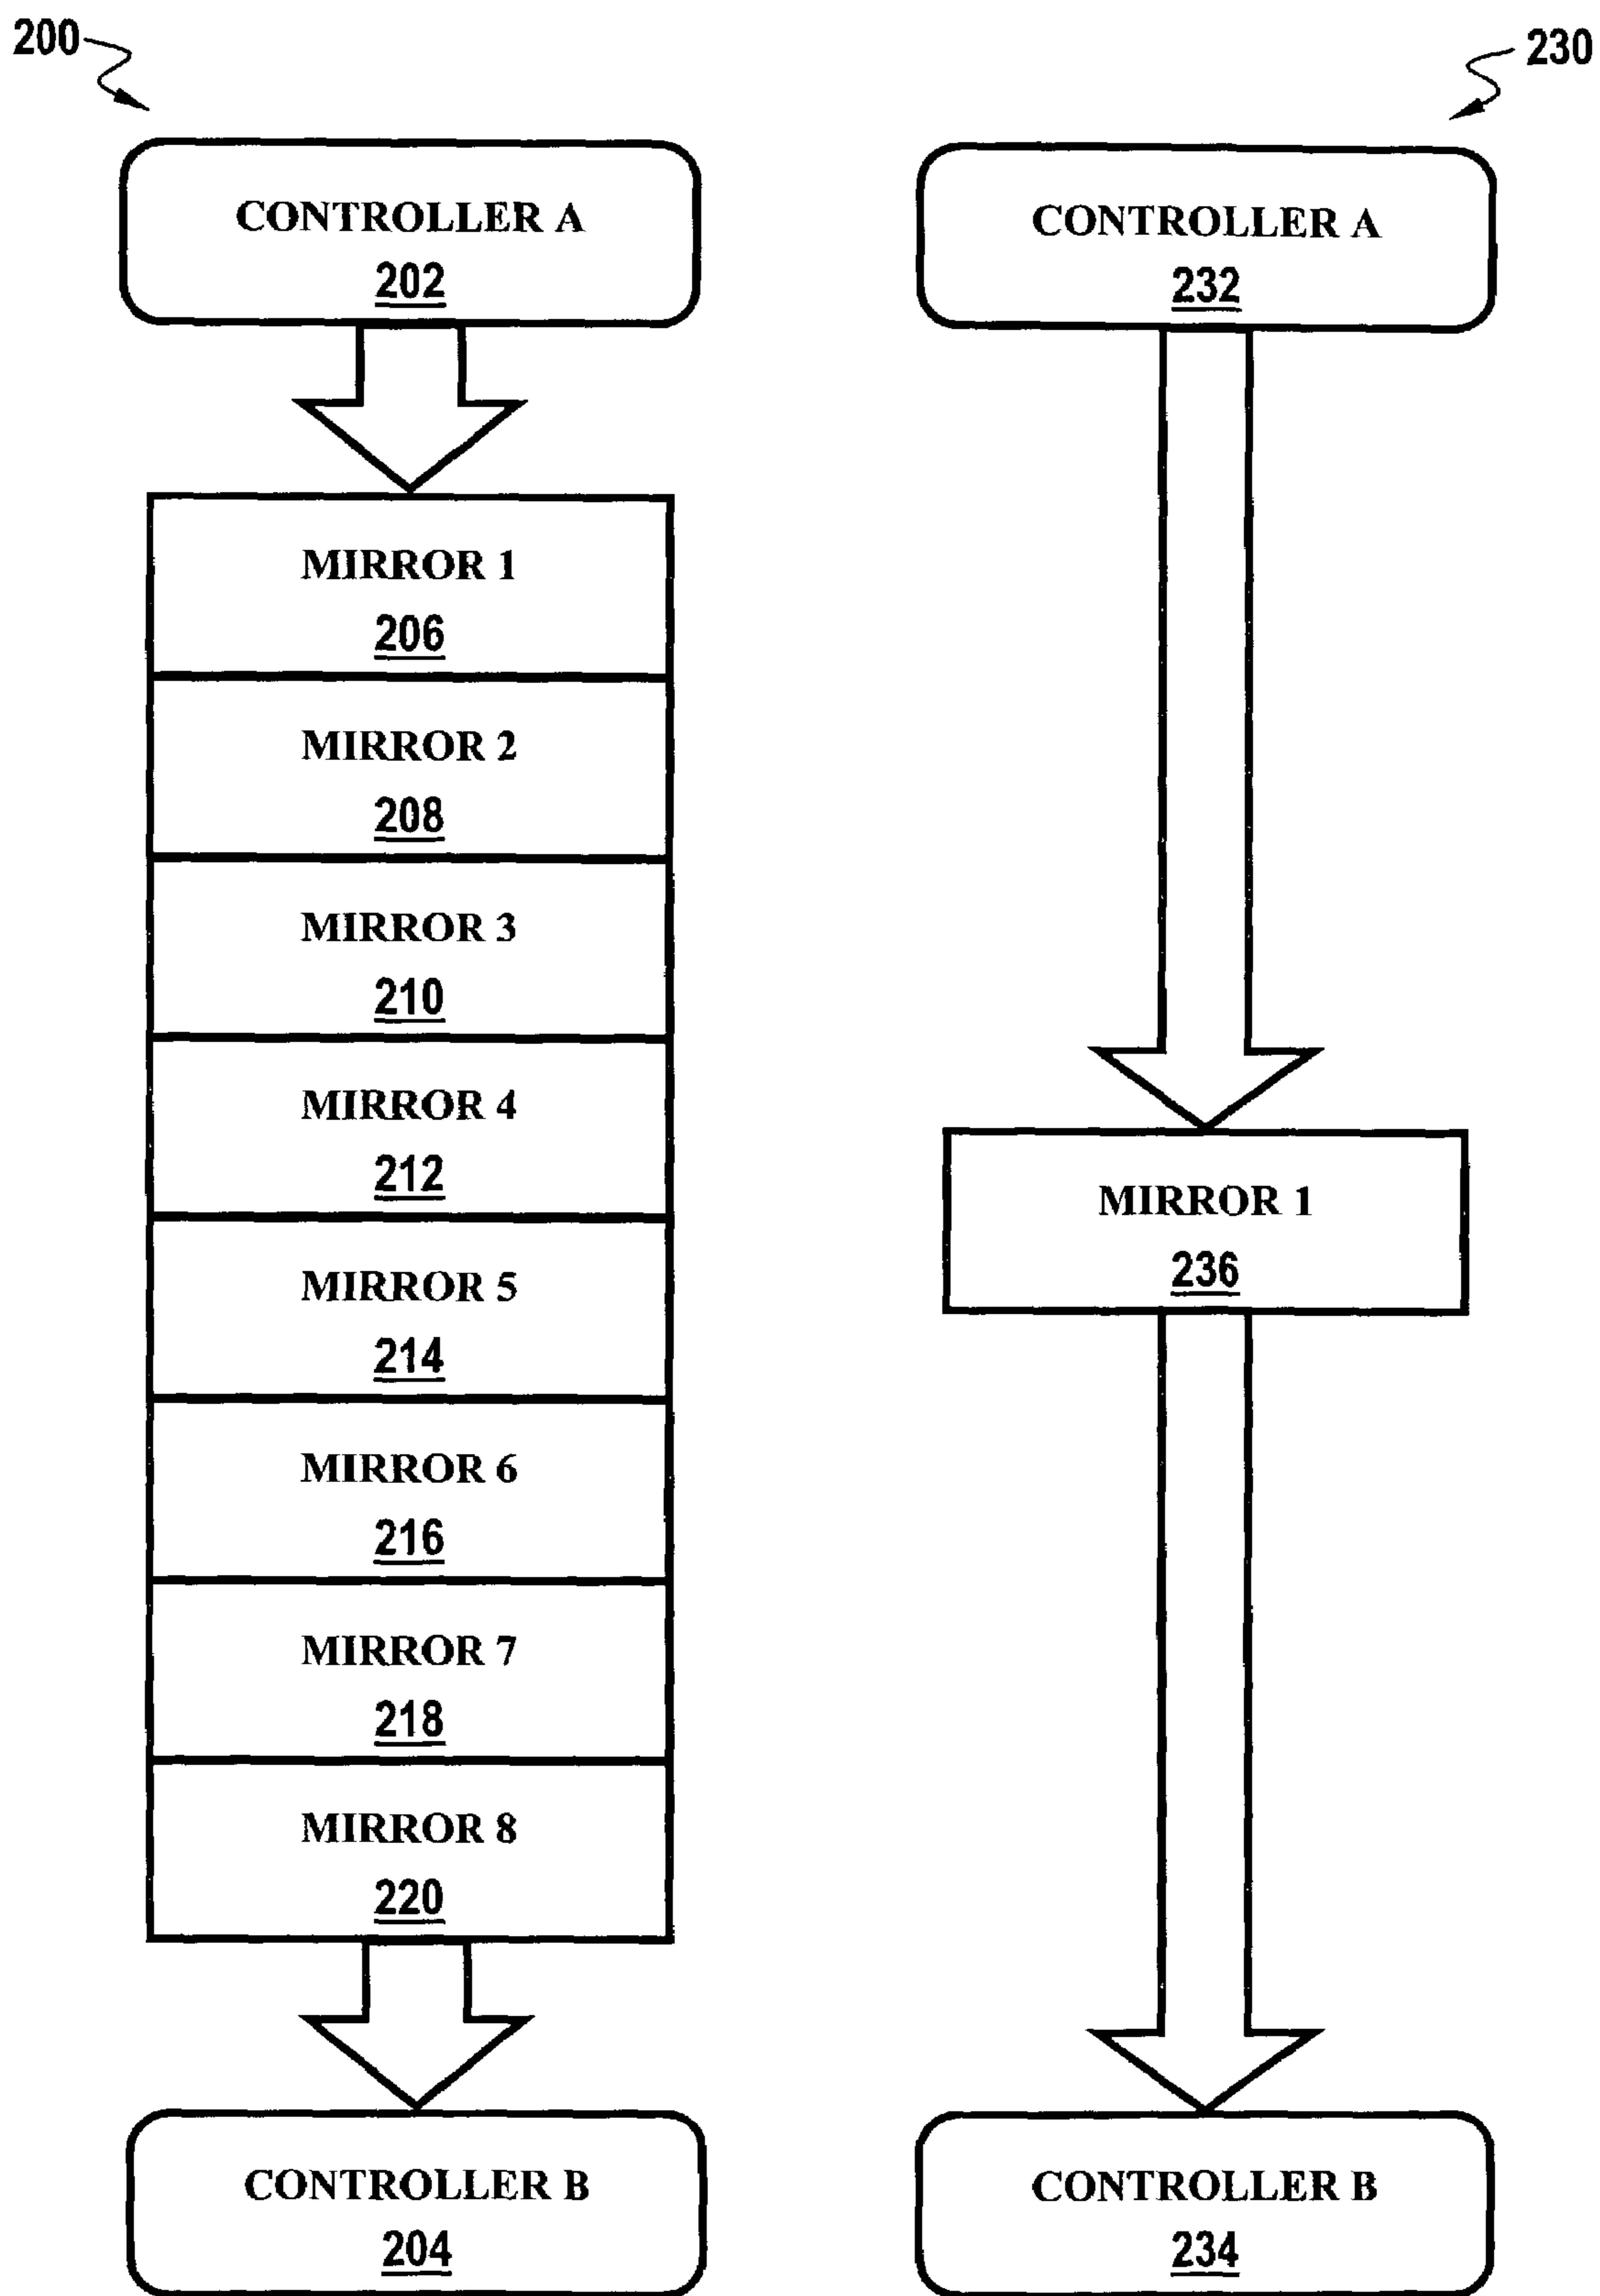 200
CONTROLLER A
202
MIRROR 1
206
MIRROR 2
208
MIRROR 3
210
MIRROR 4
212
MIRROR 5
214
MIRROR 6
216
MIRROR 7
218
MIRROR 8
220
CONTROLLER B
204
230
CONTROLLER A
232
MIRROR 1
236
CONTROLLER B
234